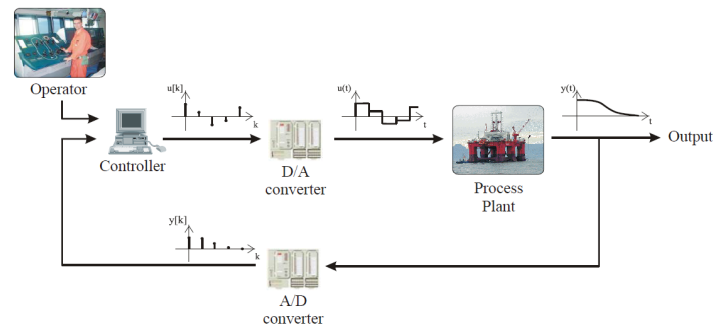 Operator
Controller
u[k]
k
D/A
converter
u(t)
t
Process
Plant
y(t)
t
Output
y[k]
k
A/D
converter